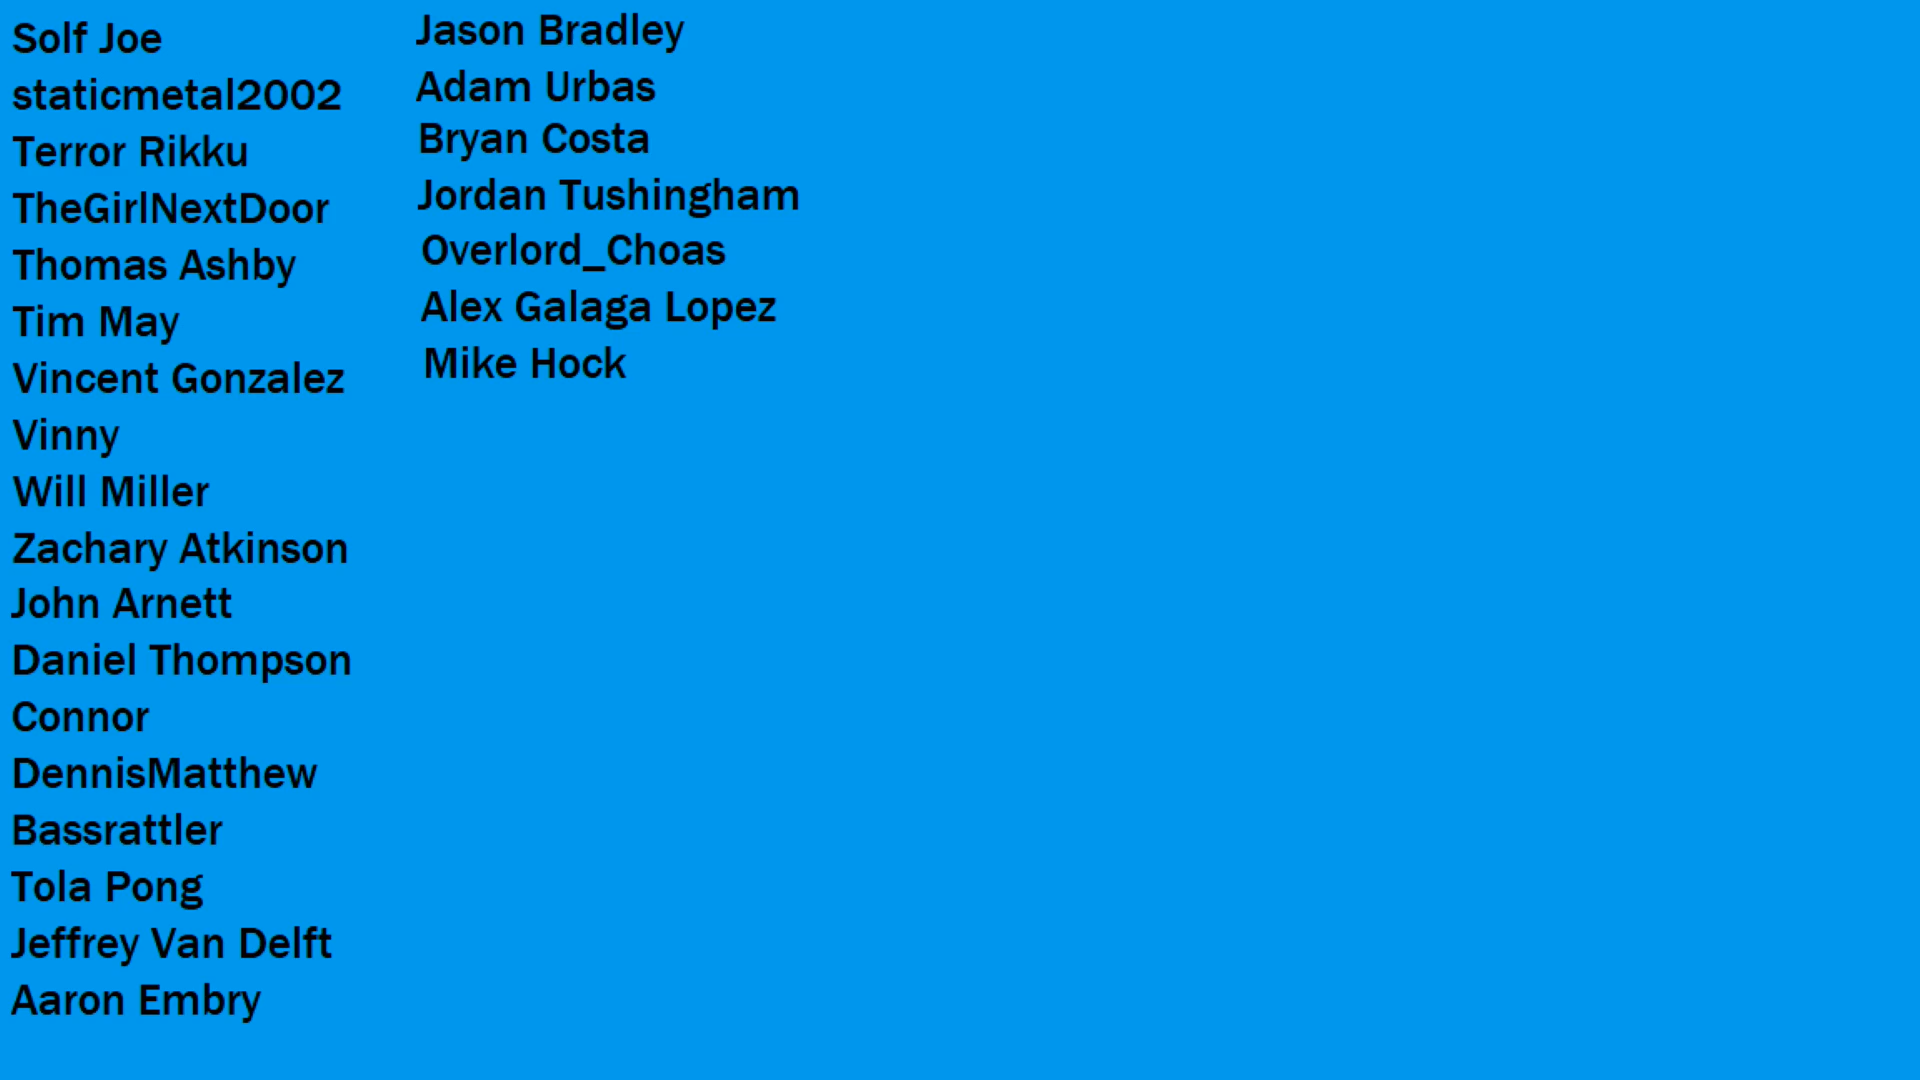 Solf Joe
staticmetal2002
Terror Rikku
TheGirlNextDoor
Thomas Ashby
Tim May
Vincent Gonzalez
Vinny
Will Miller
Zachary Atkinson
John Arnett
Daniel Thompson
Connor
DennisMatthew
Bassrattler
Tola Pong
Jeffrey Van Delft
Aaron Embry
Jason Bradley
Adam Urbas
Bryan Costa
Jordan Tushingham
Overlord_Choas
Alex Galaga Lopez
Mike Hock